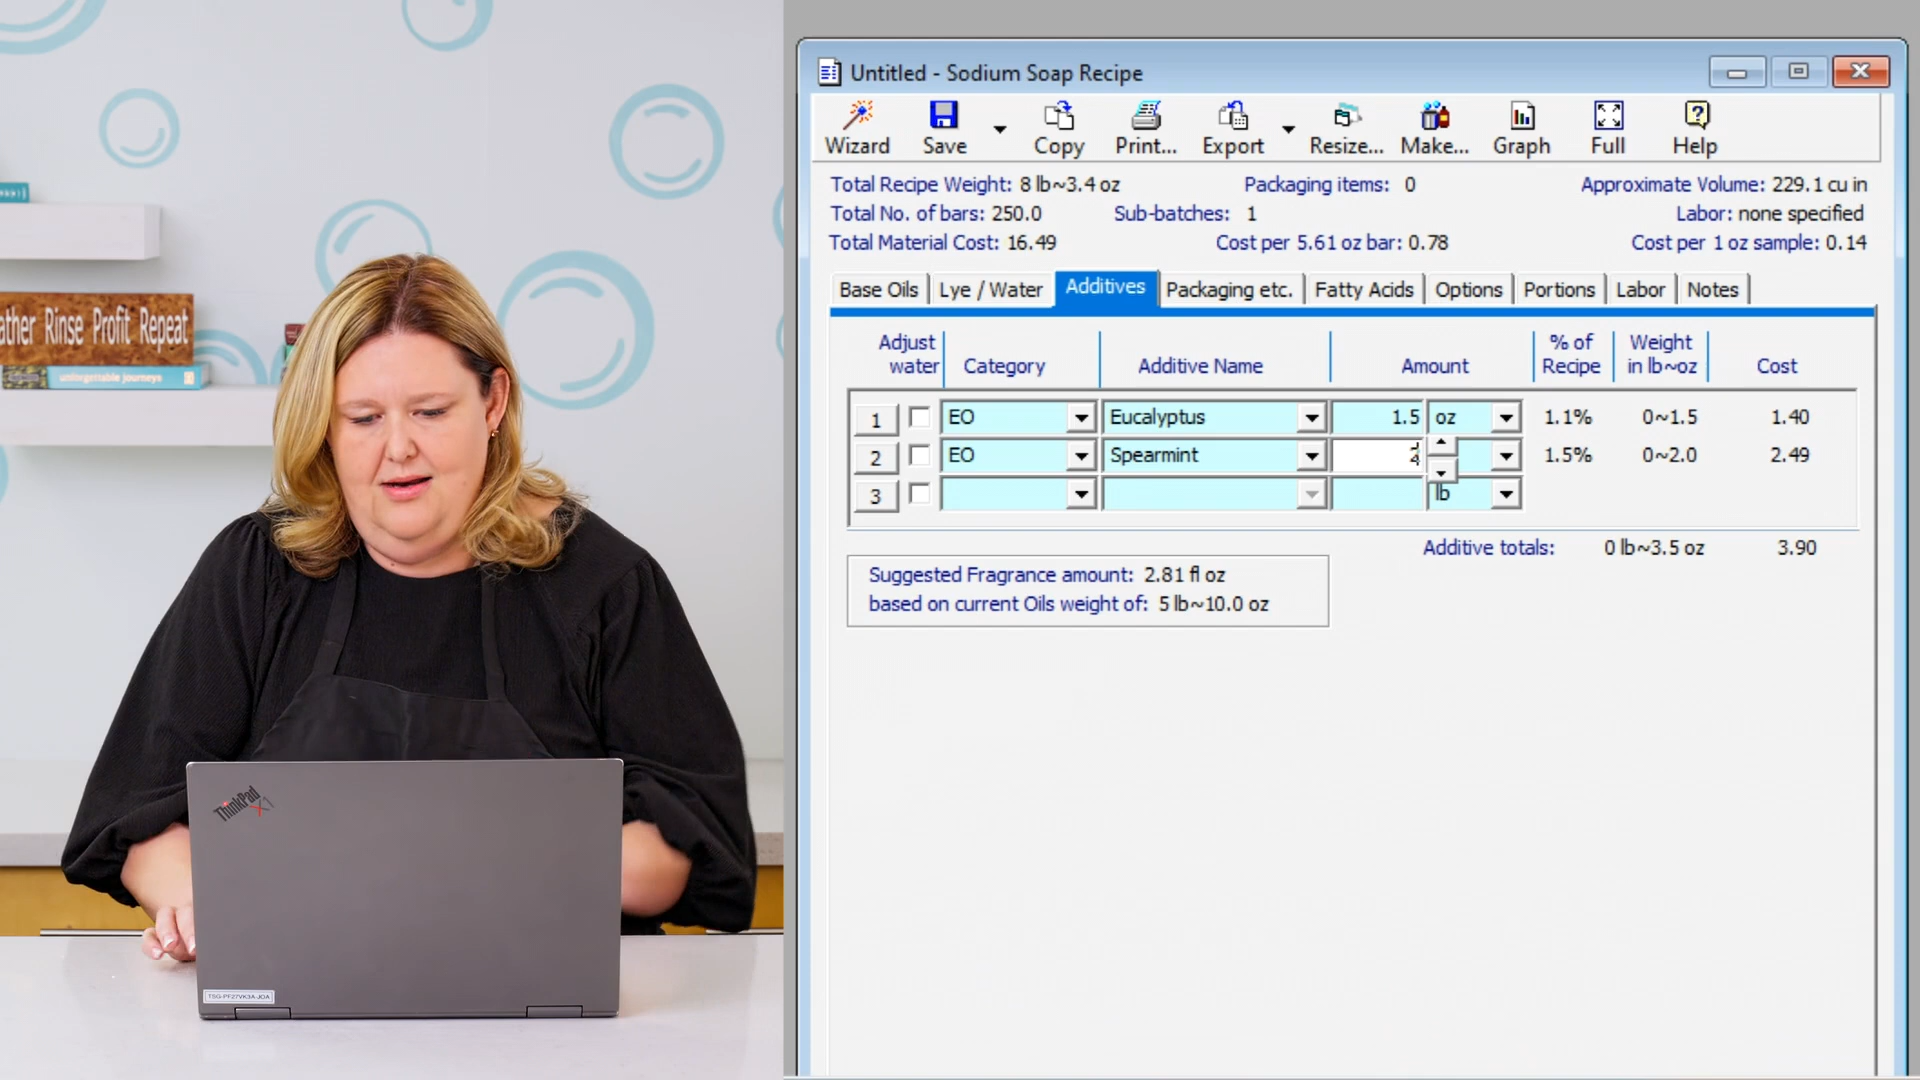 ather Rinse Profit Repeat
unforgettable journeys
ThinkPad
X1
TSG-PF27VK3A-JOA
Untitled - Sodium Soap Recipe
Wizard Save Copy Print... Export Resize... Make... Graph Full Help
Total Recipe Weight: 8 lb~3.4 oz Packaging items: 0 Approximate Volume: 229.1 cu in
Total No. of bars: 250.0 Sub-batches: 1 Labor: none specified
Total Material Cost: 16.49 Cost per 5.61 oz bar: 0.78 Cost per 1 oz sample: 0.14
Base Oils Lye / Water Additives Packaging etc. Fatty Acids Options Portions Labor Notes
Adjust water Category Additive Name Amount % of Recipe Weight in lb~oz Cost
1 EO Eucalyptus 1.5 oz 1.1% 0~1.5 1.40
2 EO Spearmint 2 1.5% 0~2.0 2.49
3 lb
Additive totals: 0 lb~3.5 oz 3.90
Suggested Fragrance amount: 2.81 fl oz
based on current Oils weight of: 5 lb~10.0 oz